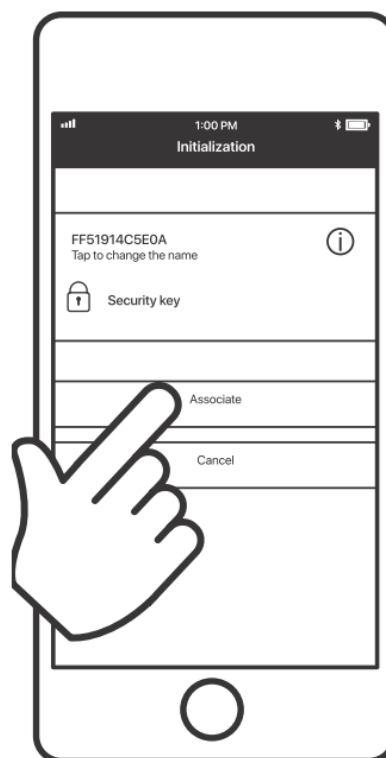 1:00 PM
Initialization
FF51914C5E0A
Tap to change the name
Security key
Associate
Cancel